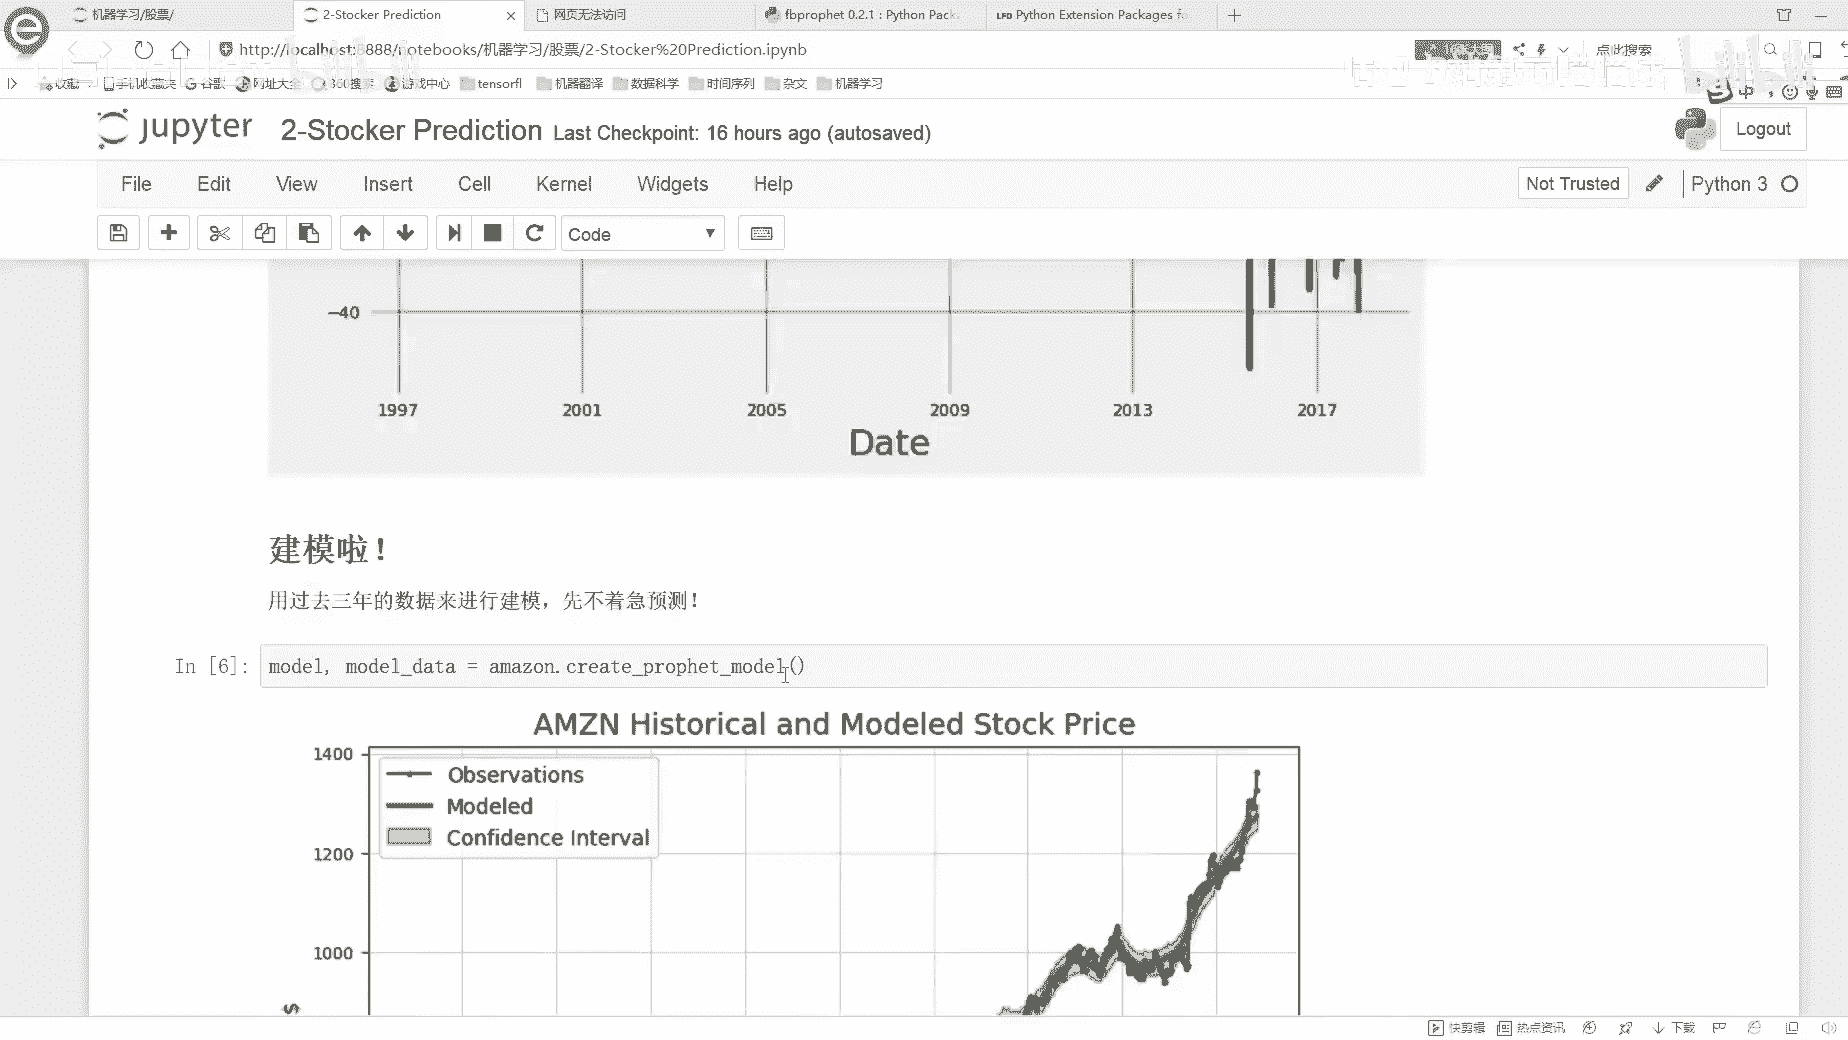 机器学习/股票/
2-Stocker Prediction
网页无法访问
fbprophet 0.2.1 : Python Pack
LFD Python Extension Packages fo
http://localhost:8888/notebooks/机器学习/股票/2-Stocker%20Prediction.ipynb
点此搜索
收藏 手机收藏夹 谷歌 网址大全 360搜索 游戏中心 tensorfl 机器翻译 数据科学 时间序列 杂文 机器学习
jupyter 2-Stocker Prediction Last Checkpoint: 16 hours ago (autosaved)
Logout
File Edit View Insert Cell Kernel Widgets Help
Not Trusted
Python 3
Code
−40
1997 2001 2005 2009 2013 2017
Date
建模啦!
用过去三年的数据来进行建模，先不着急预测!
In [6]: model, model_data = amazon.create_prophet_model()
AMZN Historical and Modeled Stock Price
1400
Observations
Modeled
Confidence Interval
1200
1000
$
快剪辑 热点资讯 下载